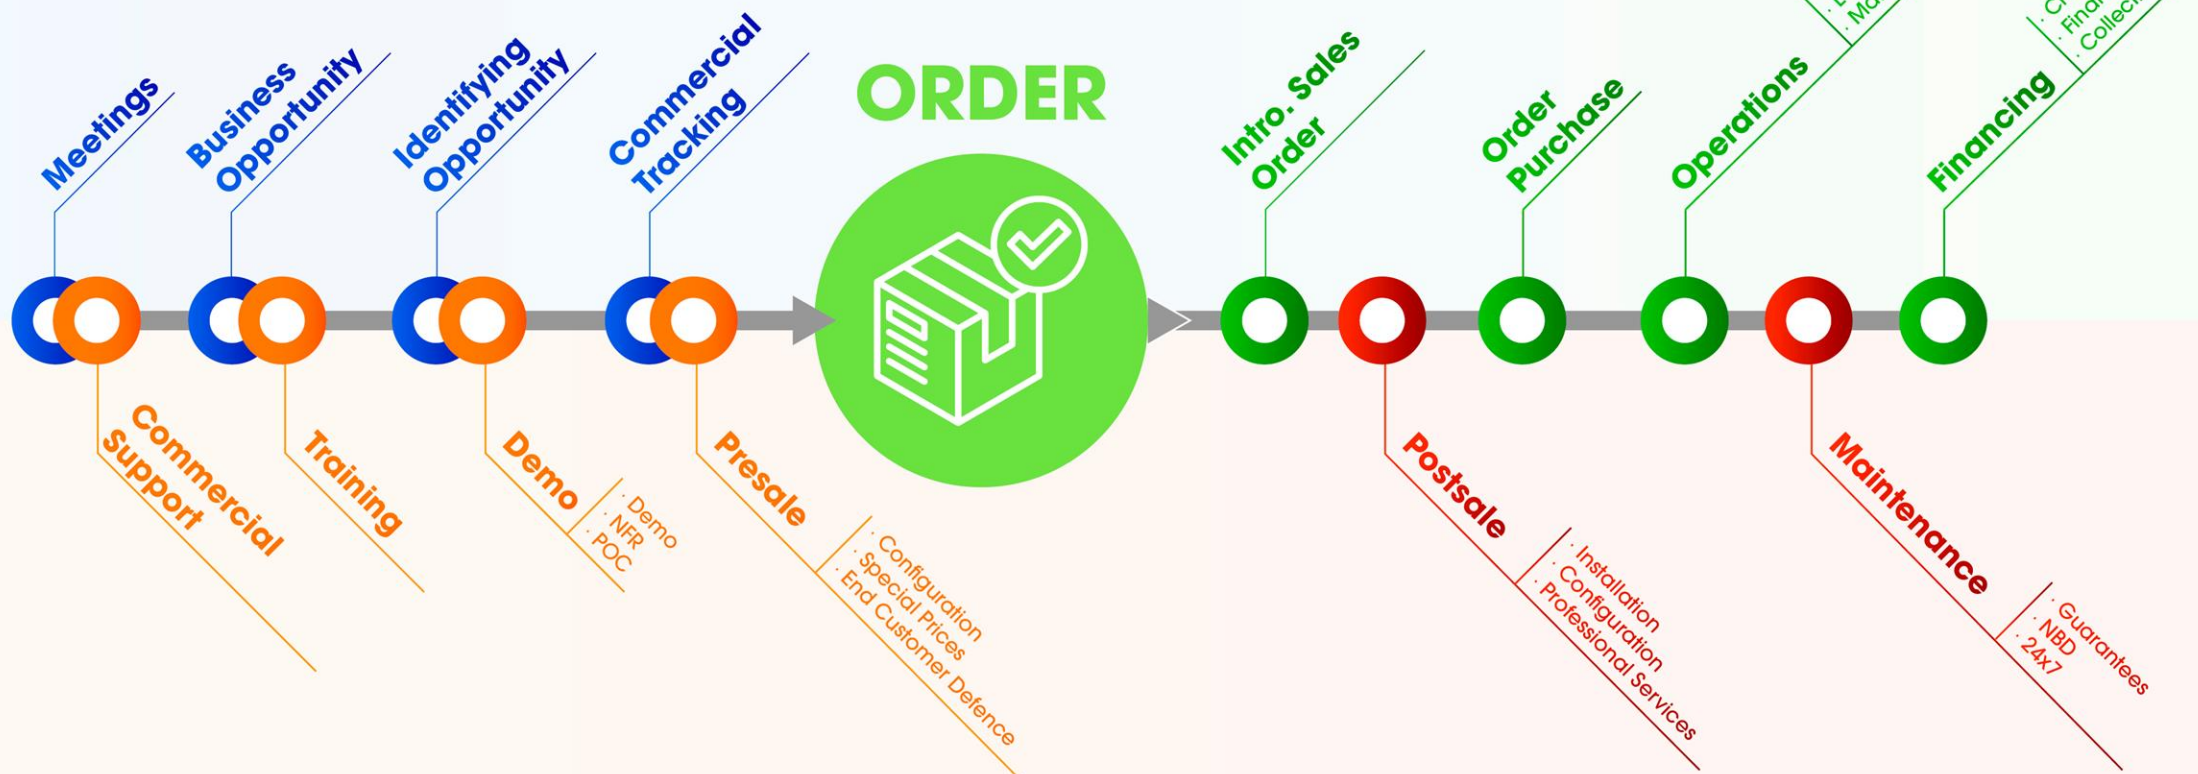 Meetings
Business
Opportunity
Identifying
Opportunity
Commercial
Tracking
ORDER
Intro. Sales
Order
Order
Purchase
Operations
Financing
Commercial
Support
Training
Demo
· Demo
· NFR
· POC
Presale
· Configuration
· Special Prices
· End Customer Defence
Postsale
· Installation
· Configuration
· Professional Services
Maintenance
· Guarantees
· NBD
· 24x7